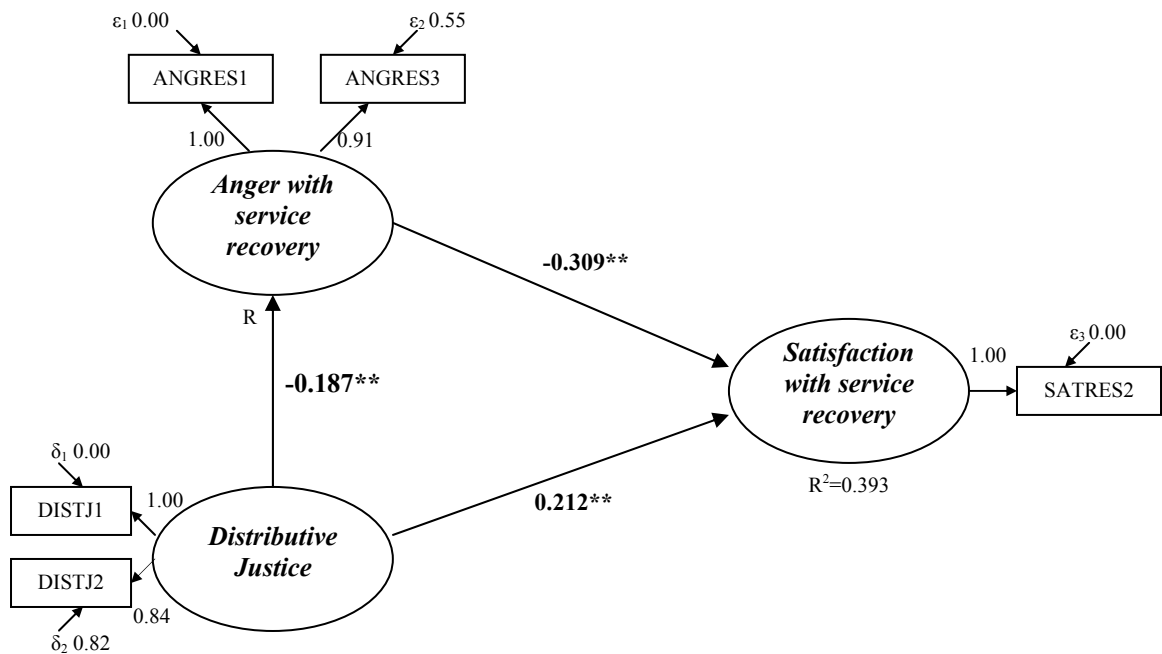 ε₁ 0.00
ε₂ 0.55
ANGRES1
ANGRES3
1.00
0.91
Anger with
service
recovery
-0.309**
R
ε₃ 0.00
1.00
Satisfaction
with service
recovery
SATRES2
-0.187**
δ₁ 0.00
R²=0.393
DISTJ1
1.00
0.212**
Distributive
Justice
DISTJ2
0.84
δ₂ 0.82